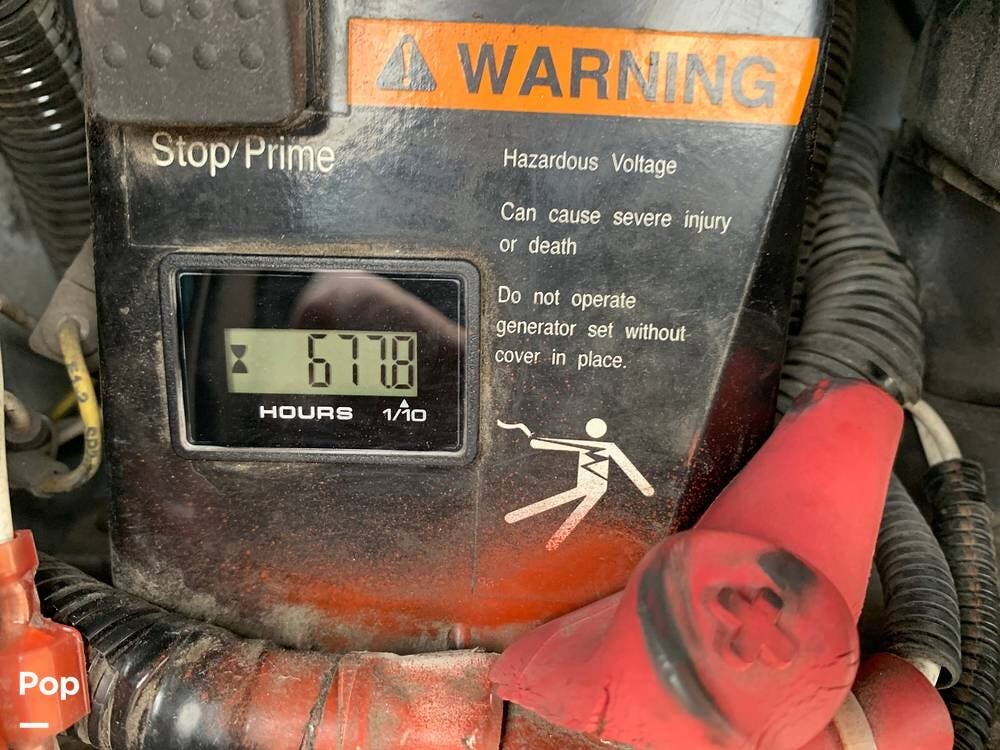 WARNING
Stop/Prime
Hazardous Voltage
Can cause severe injury
or death
Do not operate
generator set without
cover in place.
677.8
HOURS 1/10
Pop